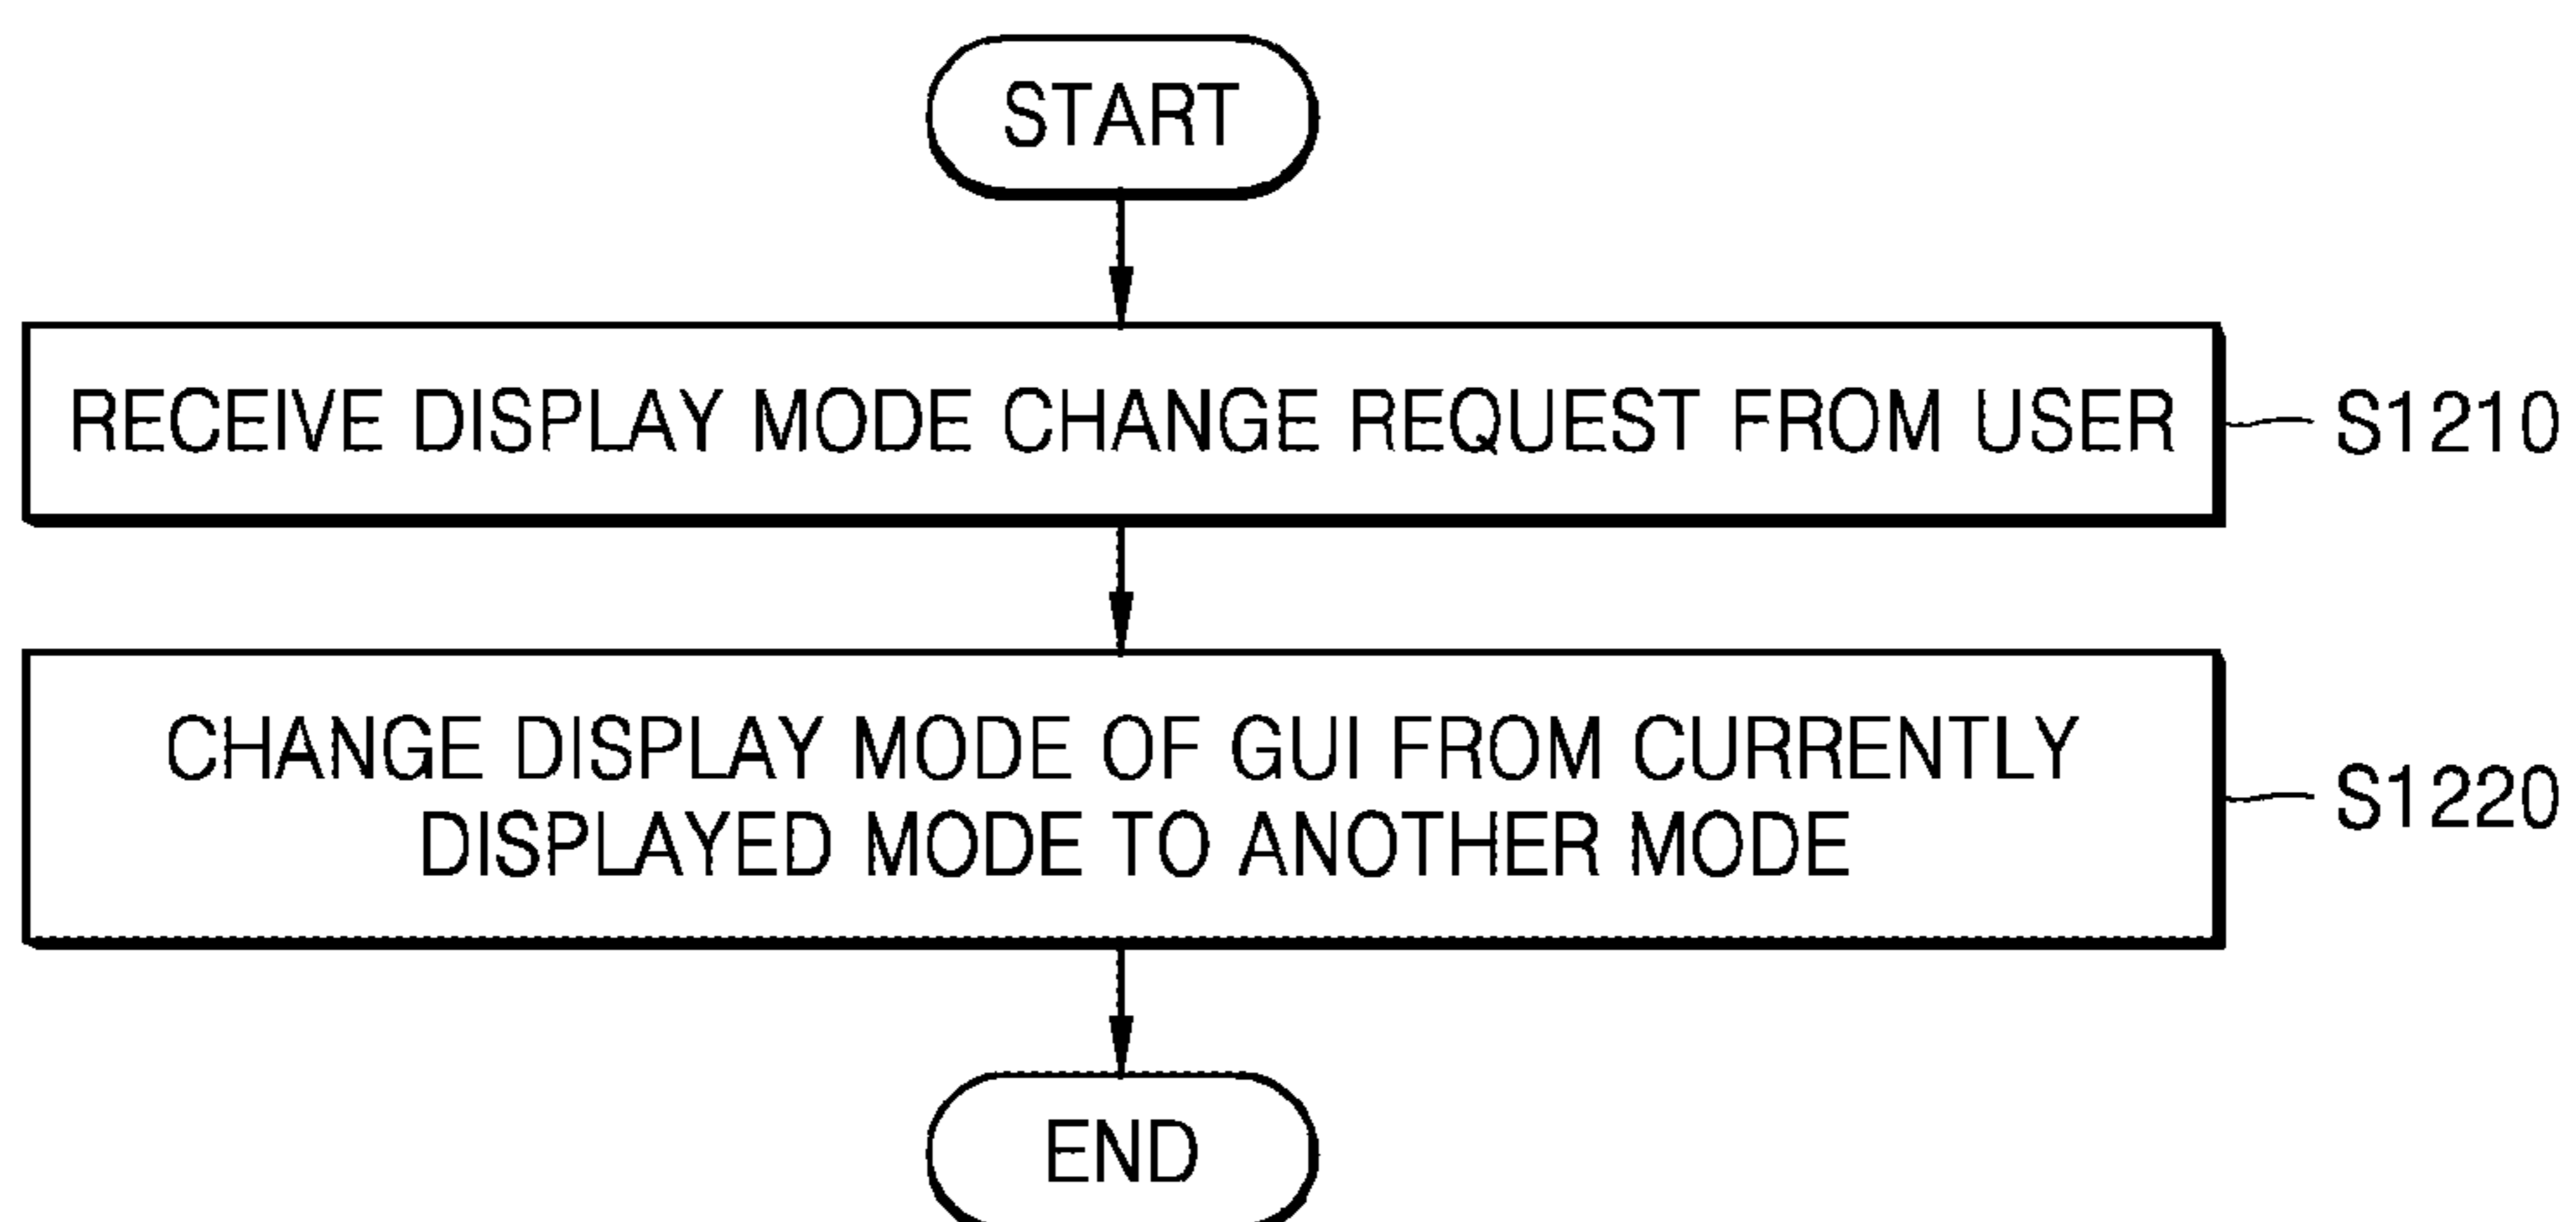 START
RECEIVE DISPLAY MODE CHANGE REQUEST FROM USER
S1210
CHANGE DISPLAY MODE OF GUI FROM CURRENTLY
DISPLAYED MODE TO ANOTHER MODE
S1220
END